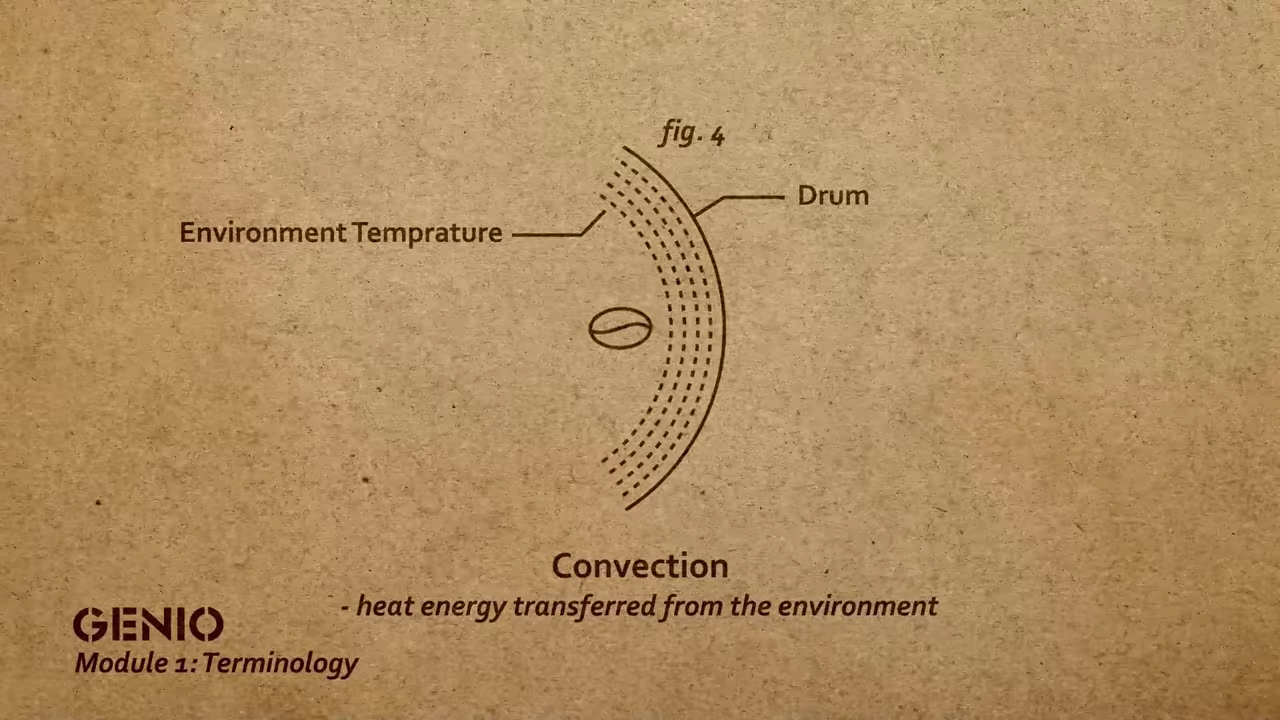 fig. 4
Drum
Environment Temprature
Convection
- heat energy transferred from the environment
GENIO
Module 1: Terminology